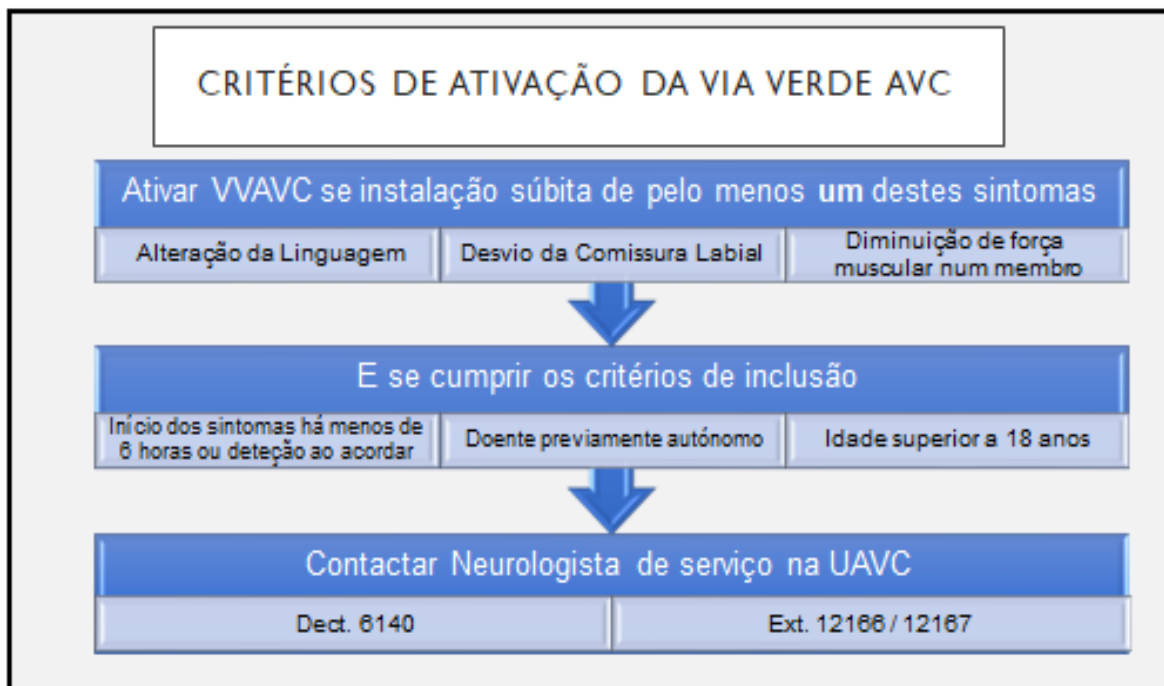 CRITÉRIOS DE ATIVAÇÃO DA VIA VERDE AVC
Ativar VVAVC se instalação súbita de pelo menos um destes sintomas
Alteração da Linguagem
Desvio da Comissura Labial
Diminuição de força
muscular num membro
E se cumprir os critérios de inclusão
Início dos sintomas há menos de
6 horas ou deteção ao acordar
Doente previamente autónomo
Idade superior a 18 anos
Contactar Neurologista de serviço na UAVC
Dect. 6140
Ext. 12166 / 12167